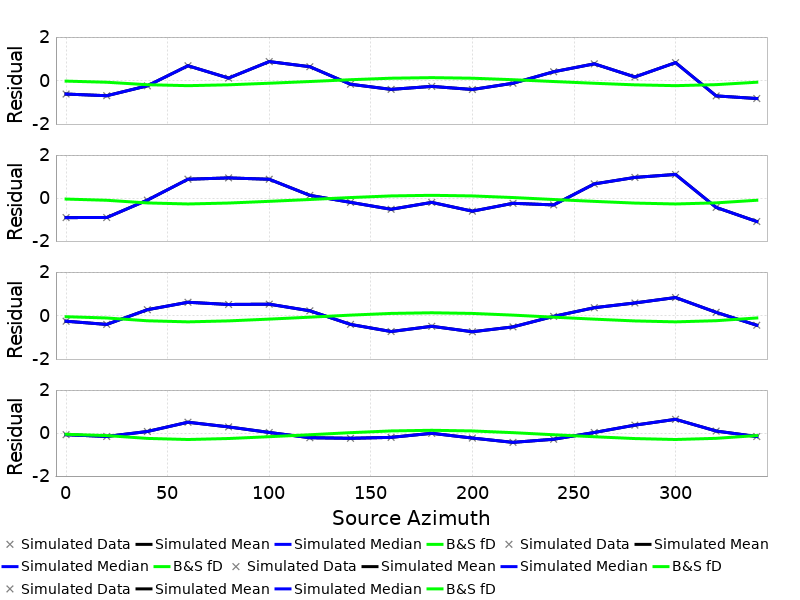 2
0
-2
Residual
2
0
-2
Residual
2
0
-2
Residual
2
0
-2
Residual
0 50 100 150 200 250 300
Source Azimuth
× Simulated Data Simulated Mean Simulated Median B&S fD × Simulated Data Simulated Mean
Simulated Median B&S fD × Simulated Data Simulated Mean Simulated Median B&S fD
× Simulated Data Simulated Mean Simulated Median B&S fD